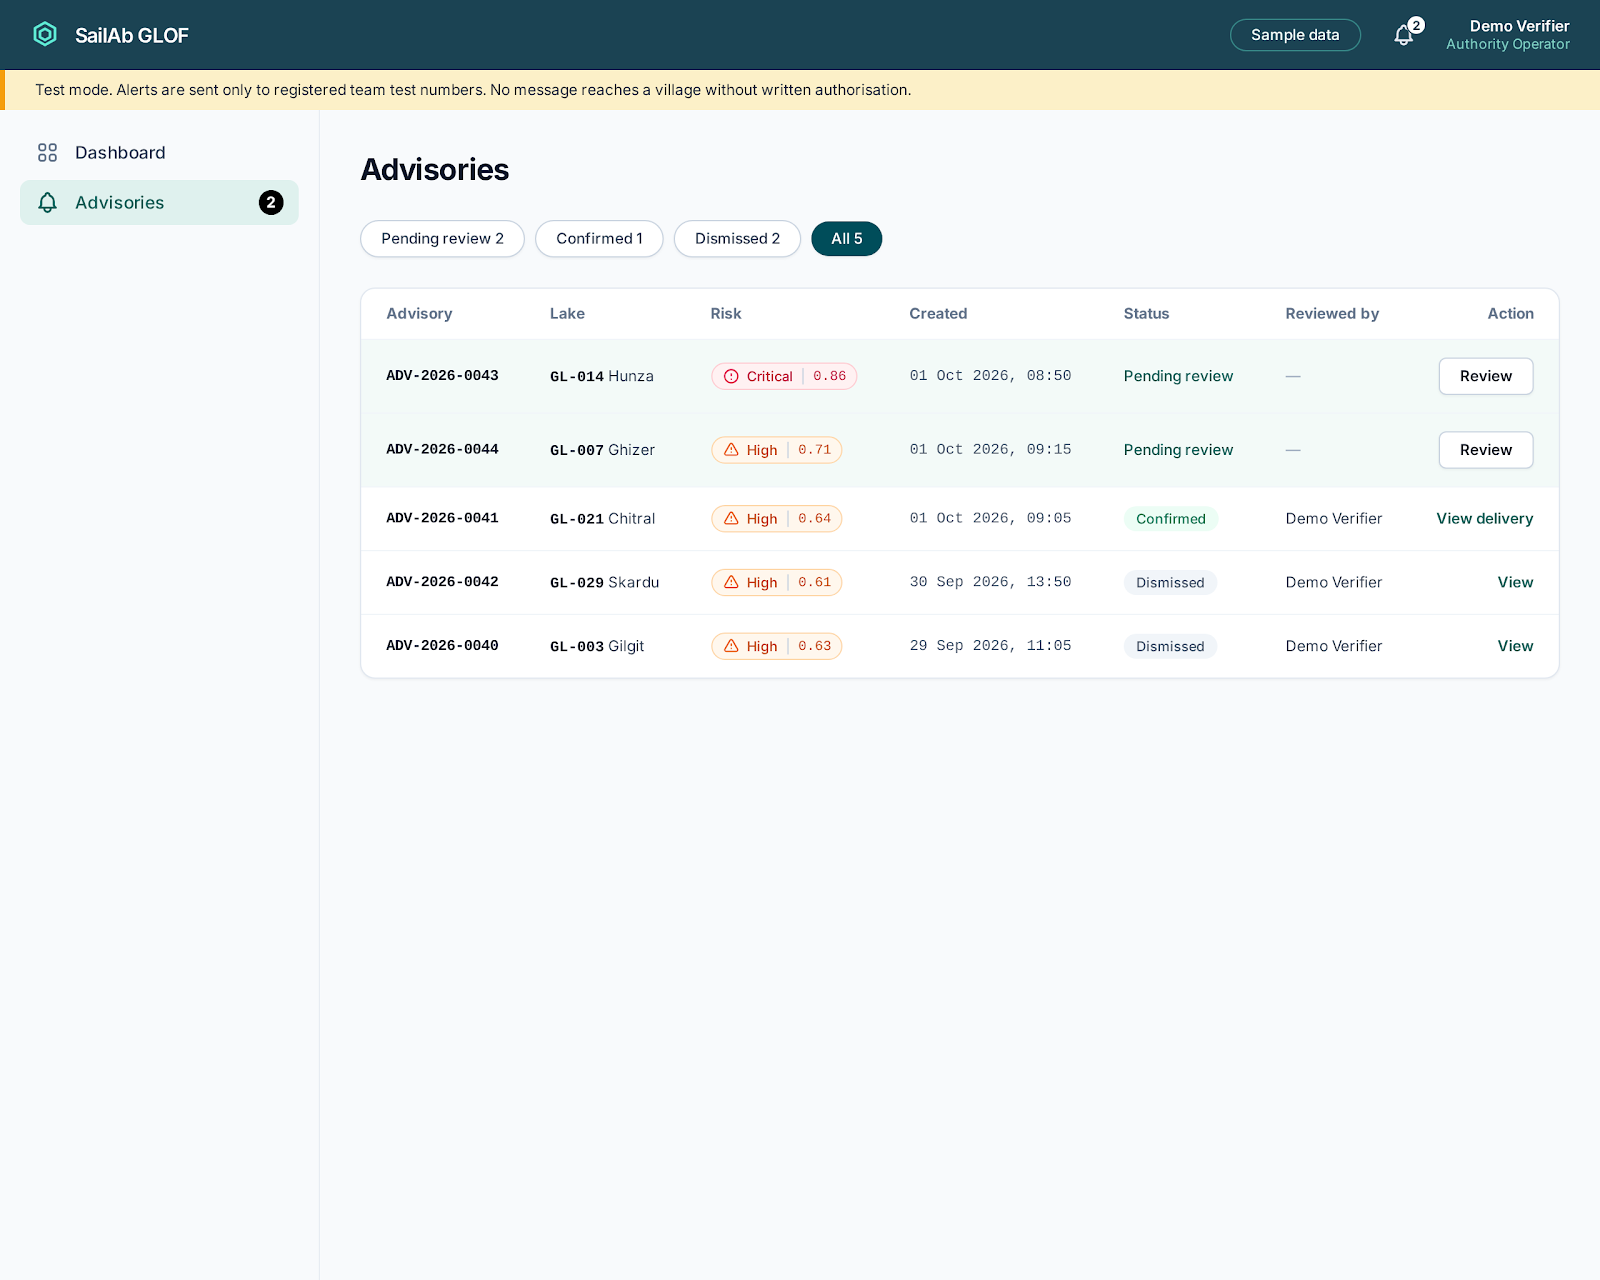 SailAb GLOF
Sample data
2
Demo Verifier
Authority Operator
Test mode. Alerts are sent only to registered team test numbers. No message reaches a village without written authorisation.
Dashboard
Advisories 2
Advisories
Pending review 2 Confirmed 1 Dismissed 2 All 5
Advisory Lake Risk Created Status Reviewed by Action
ADV-2026-0043 GL-014 Hunza Critical 0.86 01 Oct 2026, 08:50 Pending review — Review
ADV-2026-0044 GL-007 Ghizer High 0.71 01 Oct 2026, 09:15 Pending review — Review
ADV-2026-0041 GL-021 Chitral High 0.64 01 Oct 2026, 09:05 Confirmed Demo Verifier View delivery
ADV-2026-0042 GL-029 Skardu High 0.61 30 Sep 2026, 13:50 Dismissed Demo Verifier View
ADV-2026-0040 GL-003 Gilgit High 0.63 29 Sep 2026, 11:05 Dismissed Demo Verifier View